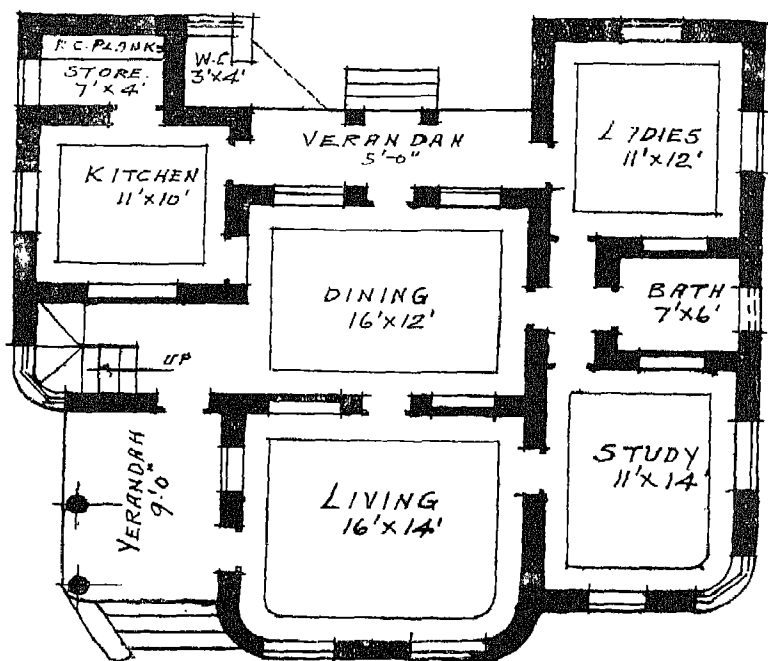 R.C. PLANKS
STORE.
7'X4'
W.C.
3'X4'
VERANDAH
5'-0"
LADIES
11'X12'
KITCHEN
11'X10'
DINING
16'X12'
BATH
7'X6'
UP
VERANDAH
9'.0"
LIVING
16'X14'
STUDY
11'X14'